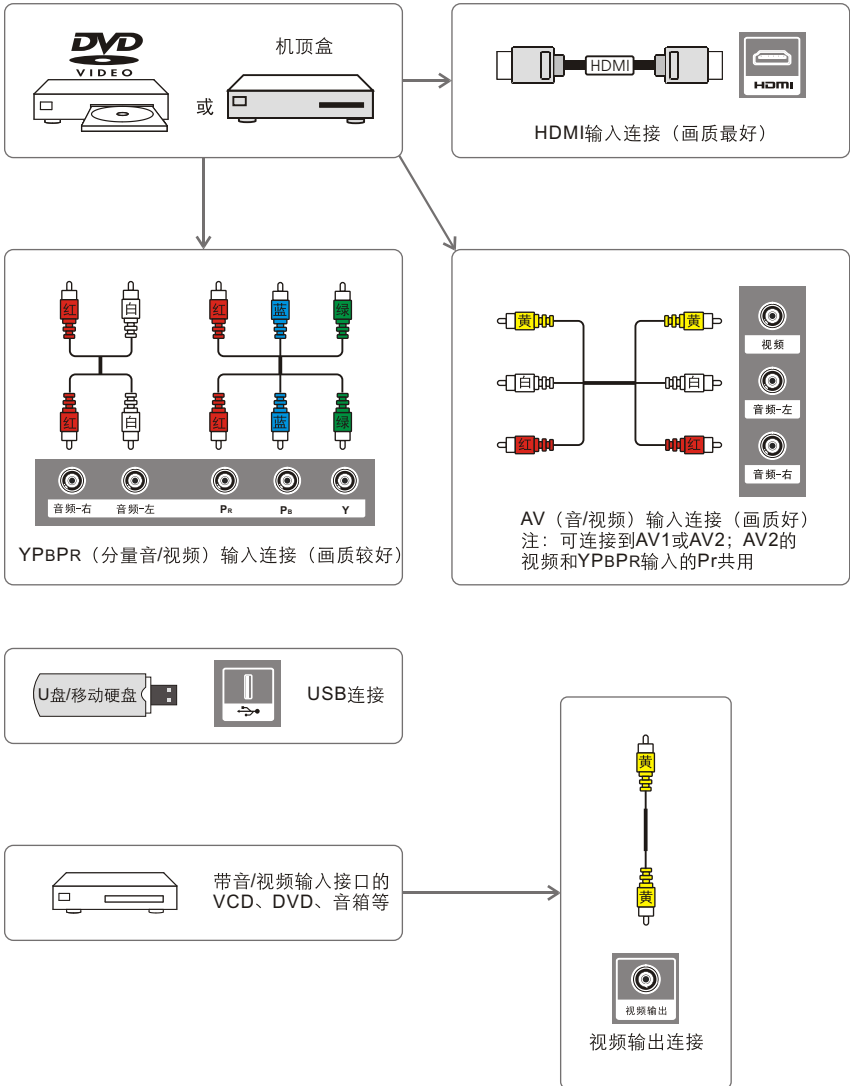 DVD
VIDEO
或
机顶盒
HDMI
HDMI
HDMI输入连接（画质最好）
红
白
红
蓝
绿
红
白
红
蓝
绿
音频-右
音频-左
PR
PB
Y
YPBPR（分量音/视频）输入连接（画质较好）
黄
黄
白
白
红
红
视频
音频-左
音频-右
AV（音/视频）输入连接（画质好）
注：可连接到AV1或AV2；AV2的
视频和YPBPR输入的Pr共用
U盘/移动硬盘
USB连接
带音/视频输入接口的
VCD、DVD、音箱等
黄
黄
视频输出
视频输出连接